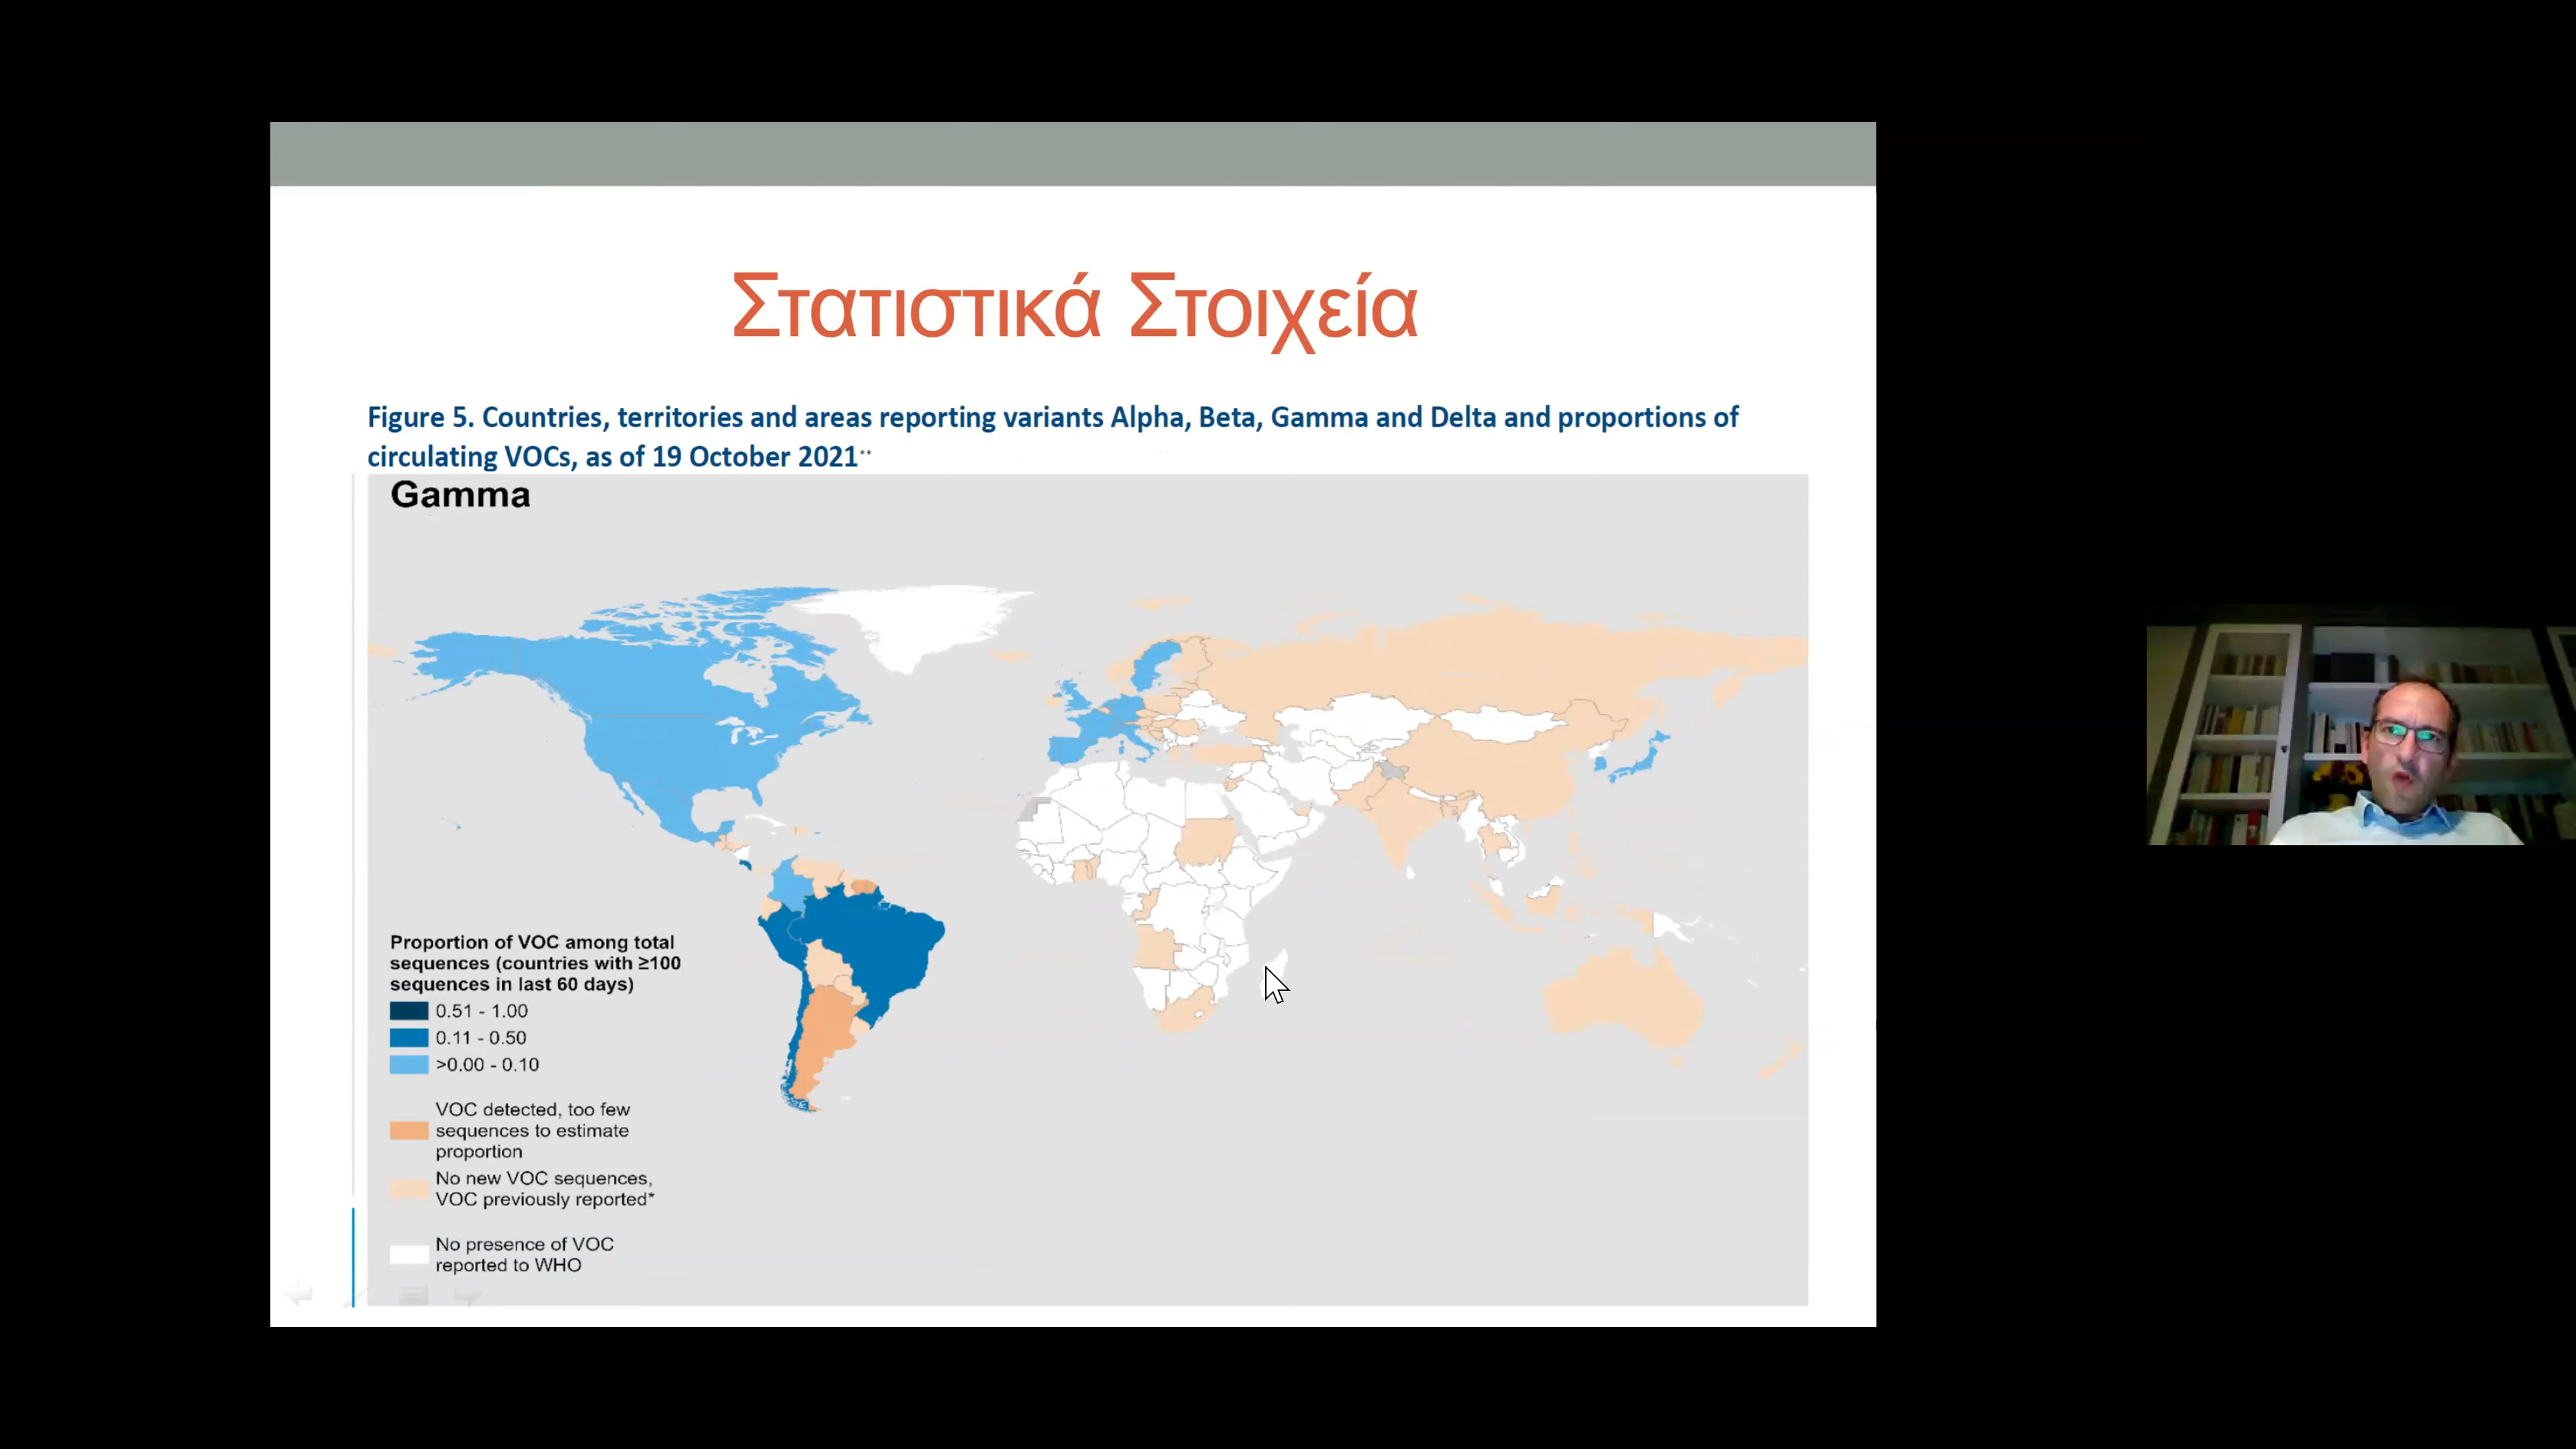 Στατιστικά Στοιχεία
Figure 5. Countries, territories and areas reporting variants Alpha, Beta, Gamma and Delta and proportions of
circulating VOCs, as of 19 October 2021**
Gamma
Proportion of VOC among total
sequences (countries with ≥100
sequences in last 60 days)
0.51 - 1.00
0.11 - 0.50
>0.00 - 0.10
VOC detected, too few
sequences to estimate
proportion
No new VOC sequences,
VOC previously reported*
No presence of VOC
reported to WHO